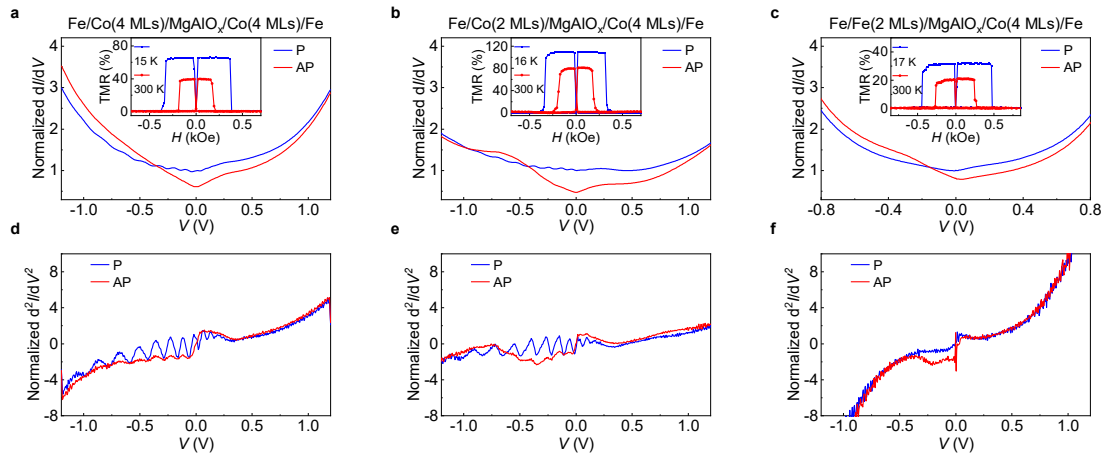 a
Fe/Co(4 MLs)/MgAlOₓ/Co(4 MLs)/Fe
4
3
2
1
Normalized dI/dV
-1.0 -0.5 0.0 0.5 1.0
V (V)
P
AP
80
40
0
TMR (%)
15 K
300 K
-0.5 0.0 0.5
H (kOe)
b
Fe/Co(2 MLs)/MgAlOₓ/Co(4 MLs)/Fe
4
3
2
1
Normalized dI/dV
-1.0 -0.5 0.0 0.5 1.0
V (V)
P
AP
120
80
40
0
TMR (%)
16 K
300 K
-0.5 0.0 0.5
H (kOe)
c
Fe/Fe(2 MLs)/MgAlOₓ/Co(4 MLs)/Fe
4
3
2
1
Normalized dI/dV
-0.8 -0.4 0.0 0.4 0.8
V (V)
P
AP
40
20
0
TMR (%)
17 K
300 K
-0.5 0.0 0.5
H (kOe)
d
8
4
0
-4
-8
Normalized d²I/dV²
-1.0 -0.5 0.0 0.5 1.0
V (V)
P
AP
e
8
4
0
-4
-8
Normalized d²I/dV²
-1.0 -0.5 0.0 0.5 1.0
V (V)
P
AP
f
8
4
0
-4
-8
Normalized d²I/dV²
-1.0 -0.5 0.0 0.5 1.0
V (V)
P
AP